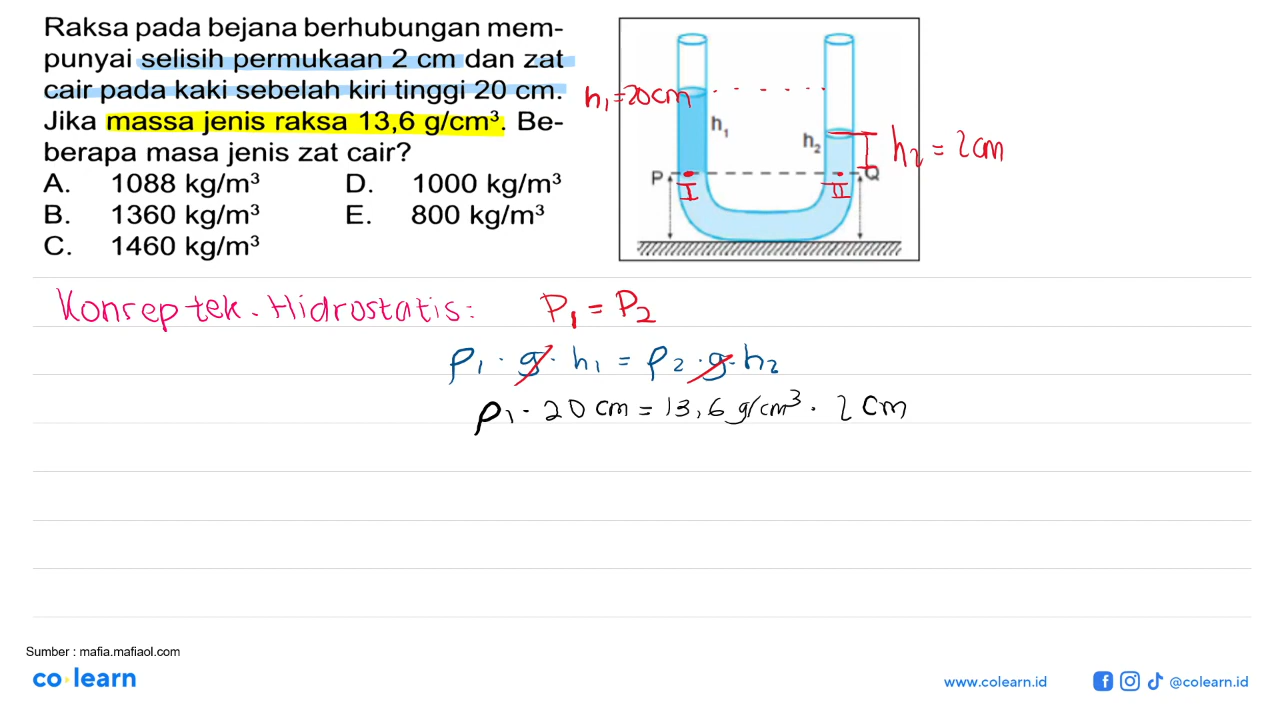 Raksa pada bejana berhubungan mem-
punyai selisih permukaan 2 cm dan zat
cair pada kaki sebelah kiri tinggi 20 cm.
Jika massa jenis raksa 13,6 g/cm³. Be-
berapa masa jenis zat cair?
A. 1088 kg/m³ D. 1000 kg/m³
B. 1360 kg/m³ E. 800 kg/m³
C. 1460 kg/m³
h₁=20cm
h₁
h₂
h₂ = 2cm
P
Q
I
II
Konsep tek. Hidrostatis: P₁ = P₂
ρ₁ · g · h₁ = ρ₂ · g · h₂
ρ₁ · 20 cm = 13,6 g/cm³ · 2 cm
Sumber : mafia.mafiaol.com
co learn
www.colearn.id
@colearn.id